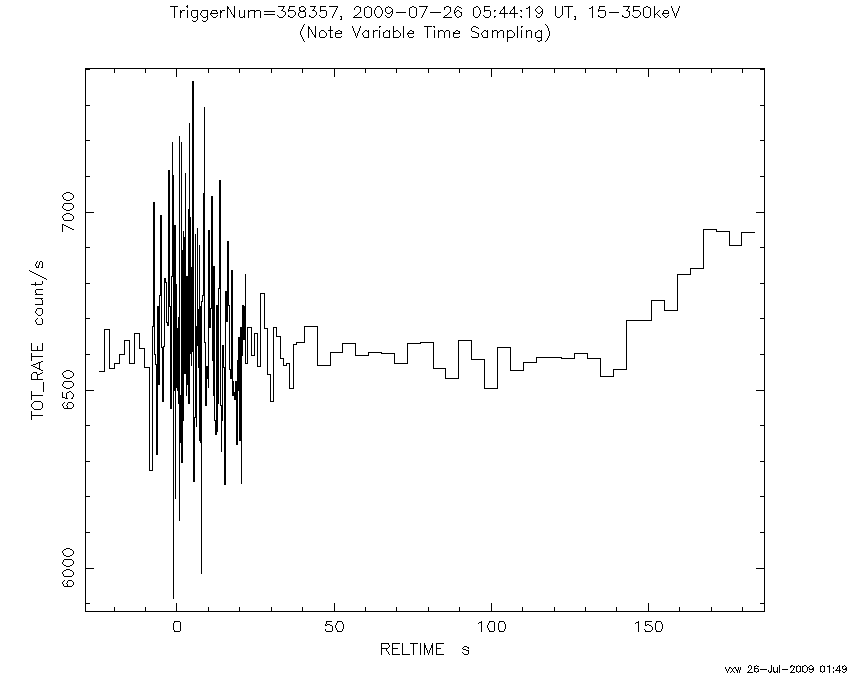 TriggerNum=358357, 2009-07-26 05:44:19 UT, 15-350keV
(Note Variable Time Sampling)
TOT_RATE count/s
7000
6500
6000
0 50 100 150
RELTIME s
vxw 26-Jul-2009 01:49